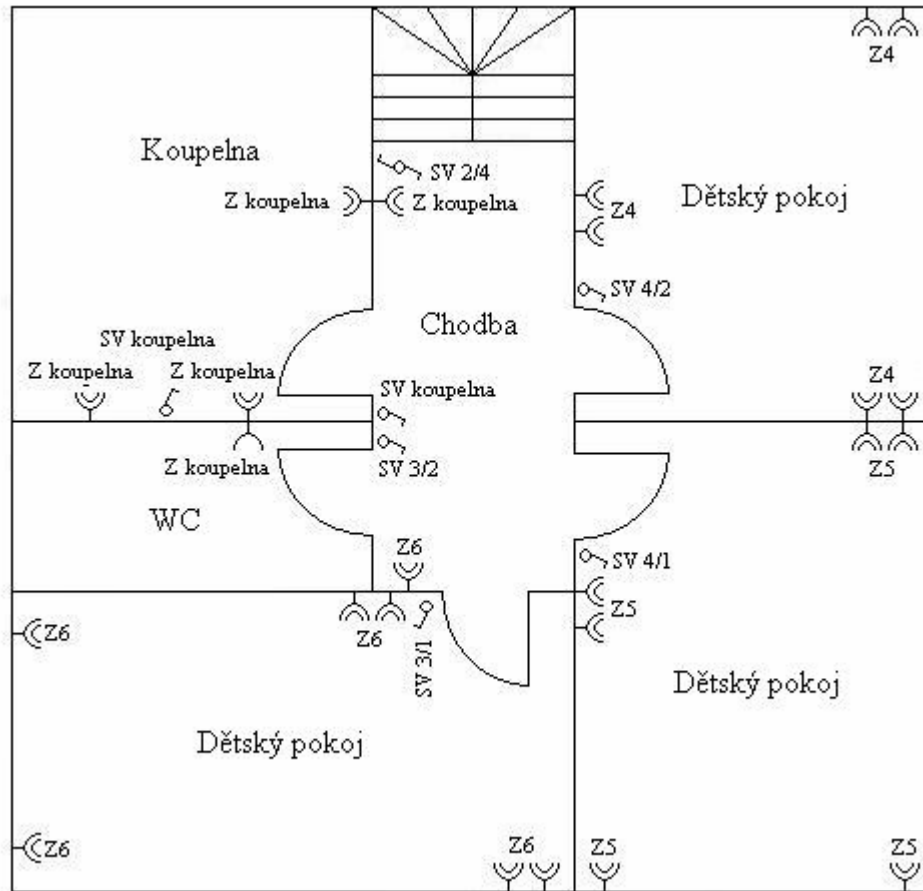 Z4
Koupelna
SV 2/4
Z koupelna
Z koupelna
Z4
Dětský pokoj
SV 4/2
Chodba
SV koupelna
Z koupelna
Z koupelna
SV koupelna
Z4
Z koupelna
SV 3/2
Z5
WC
Z6
SV 4/1
Z6
Z6
SV 3/1
Z5
Dětský pokoj
Dětský pokoj
Z6
Z6
Z5
Z5